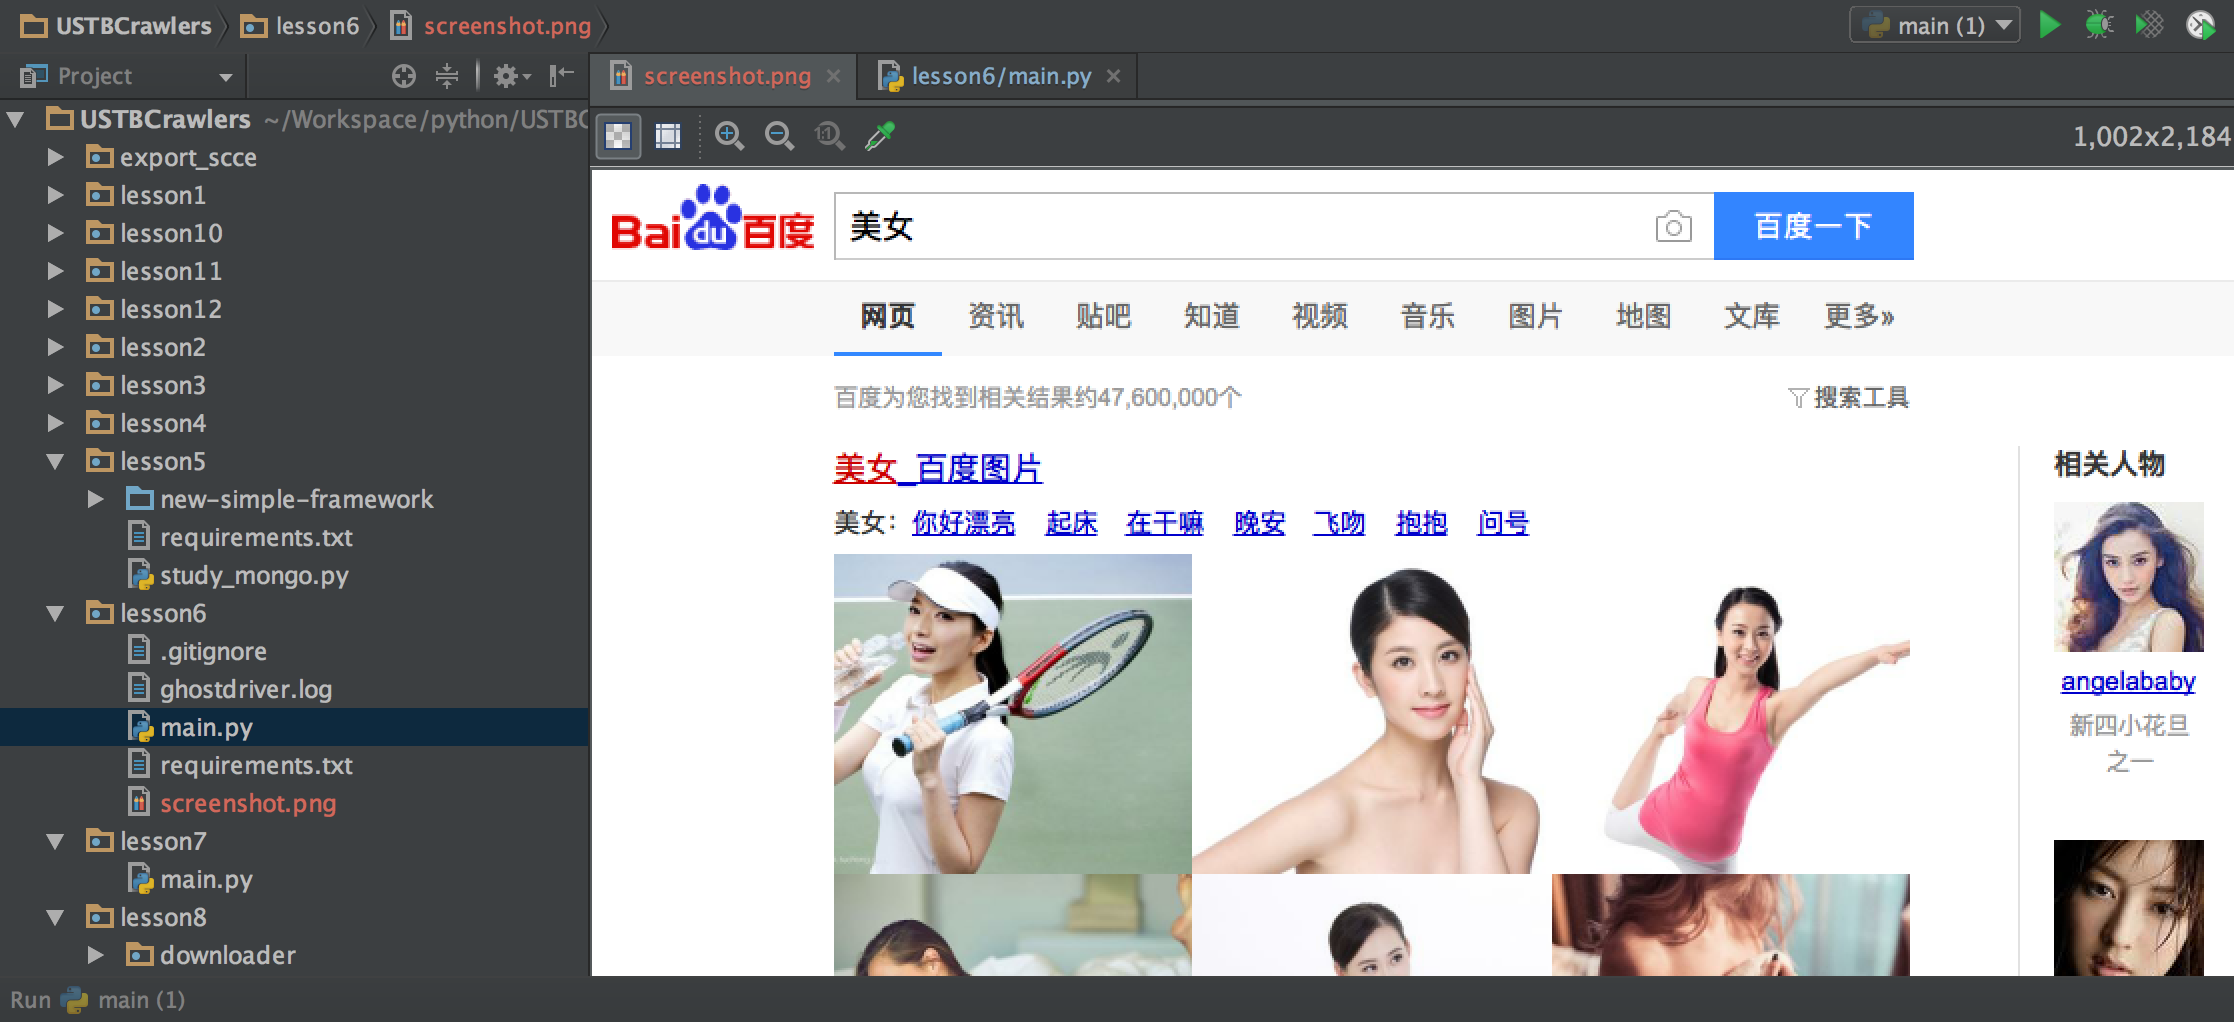 USTBCrawlers lesson6 screenshot.png
main (1)
Project
screenshot.png
lesson6/main.py
USTBCrawlers ~/Workspace/python/USTBC
export_scce
lesson1
lesson10
lesson11
lesson12
lesson2
lesson3
lesson4
lesson5
new-simple-framework
requirements.txt
study_mongo.py
lesson6
.gitignore
ghostdriver.log
main.py
requirements.txt
screenshot.png
lesson7
main.py
lesson8
downloader
Run main (1)
1:1
1,002x2,184
Bai du 百度
美女
百度一下
网页 资讯 贴吧 知道 视频 音乐 图片 地图 文库 更多»
百度为您找到相关结果约47,600,000个
搜索工具
美女_百度图片
美女: 你好漂亮 起床 在干嘛 晚安 飞吻 抱抱 问号
相关人物
angelababy
新四小花旦
之一